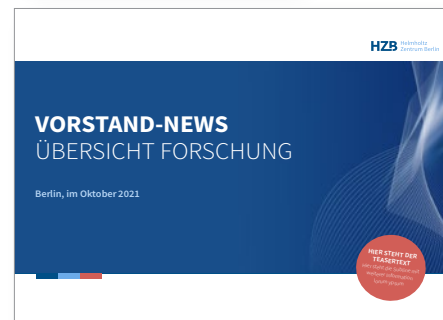 HZB Helmholtz
Zentrum Berlin
VORSTAND-NEWS
ÜBERSICHT FORSCHUNG
Berlin, im Oktober 2021
HIER STEHT DER
TEASERTEXT